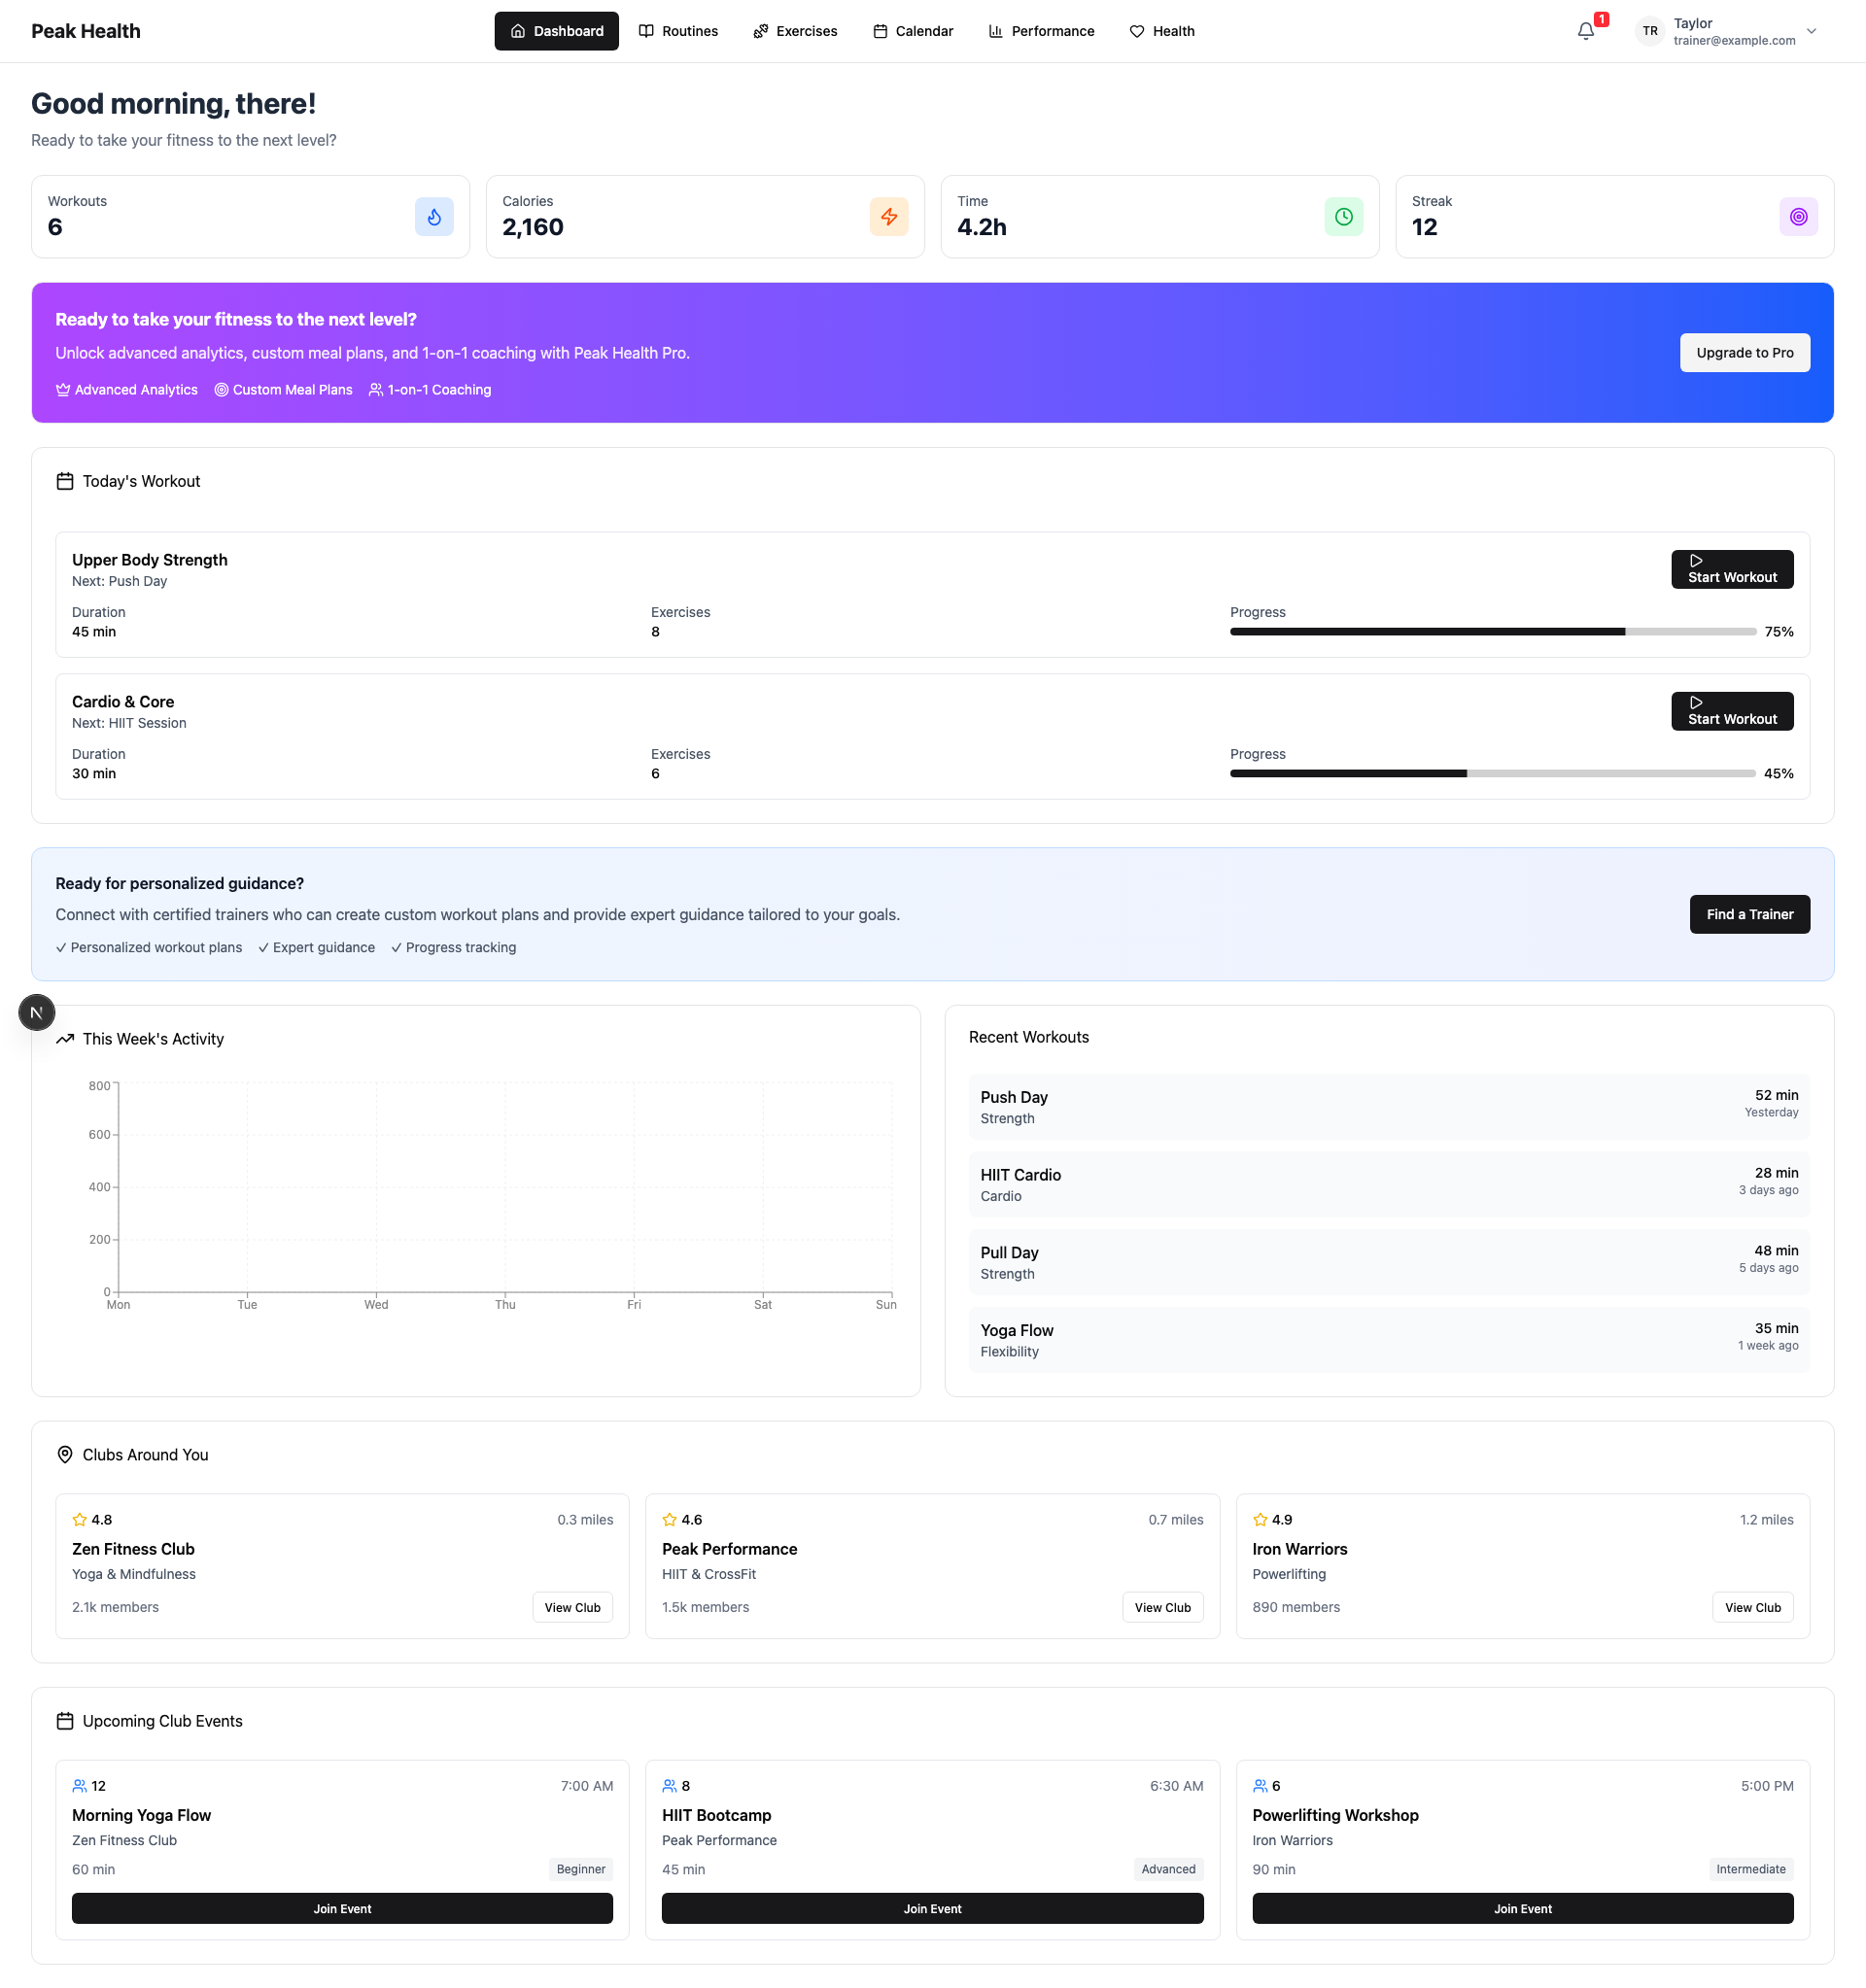 Peak Health
Dashboard
Routines
Exercises
Calendar
Performance
Health
1
TR
Taylor
trainer@example.com
Good morning, there!
Ready to take your fitness to the next level?
Workouts
6
Calories
2,160
Time
4.2h
Streak
12
Ready to take your fitness to the next level?
Unlock advanced analytics, custom meal plans, and 1-on-1 coaching with Peak Health Pro.
Advanced Analytics
Custom Meal Plans
1-on-1 Coaching
Upgrade to Pro
Today's Workout
Upper Body Strength
Next: Push Day
Start Workout
Duration
45 min
Exercises
8
Progress
75%
Cardio & Core
Next: HIIT Session
Start Workout
Duration
30 min
Exercises
6
Progress
45%
Ready for personalized guidance?
Connect with certified trainers who can create custom workout plans and provide expert guidance tailored to your goals.
✓ Personalized workout plans
✓ Expert guidance
✓ Progress tracking
Find a Trainer
N
This Week's Activity
800
600
400
200
0
Mon
Tue
Wed
Thu
Fri
Sat
Sun
Recent Workouts
Push Day
Strength
52 min
Yesterday
HIIT Cardio
Cardio
28 min
3 days ago
Pull Day
Strength
48 min
5 days ago
Yoga Flow
Flexibility
35 min
1 week ago
Clubs Around You
4.8
0.3 miles
Zen Fitness Club
Yoga & Mindfulness
2.1k members
View Club
4.6
0.7 miles
Peak Performance
HIIT & CrossFit
1.5k members
View Club
4.9
1.2 miles
Iron Warriors
Powerlifting
890 members
View Club
Upcoming Club Events
12
7:00 AM
Morning Yoga Flow
Zen Fitness Club
60 min
Beginner
Join Event
8
6:30 AM
HIIT Bootcamp
Peak Performance
45 min
Advanced
Join Event
6
5:00 PM
Powerlifting Workshop
Iron Warriors
90 min
Intermediate
Join Event